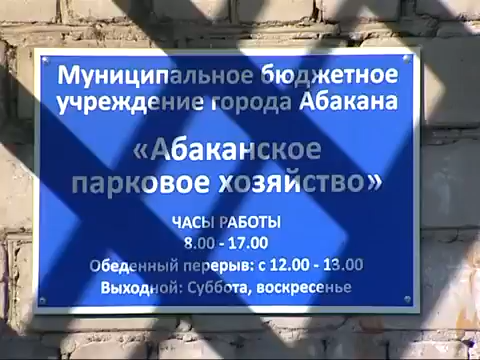 Муниципальное бюджетное
учреждение города Абакана
«Абаканское
парковое хозяйство»
ЧАСЫ РАБОТЫ
8.00 - 17.00
Обеденный перерыв: с 12.00 - 13.00
Выходной: Суббота, воскресенье